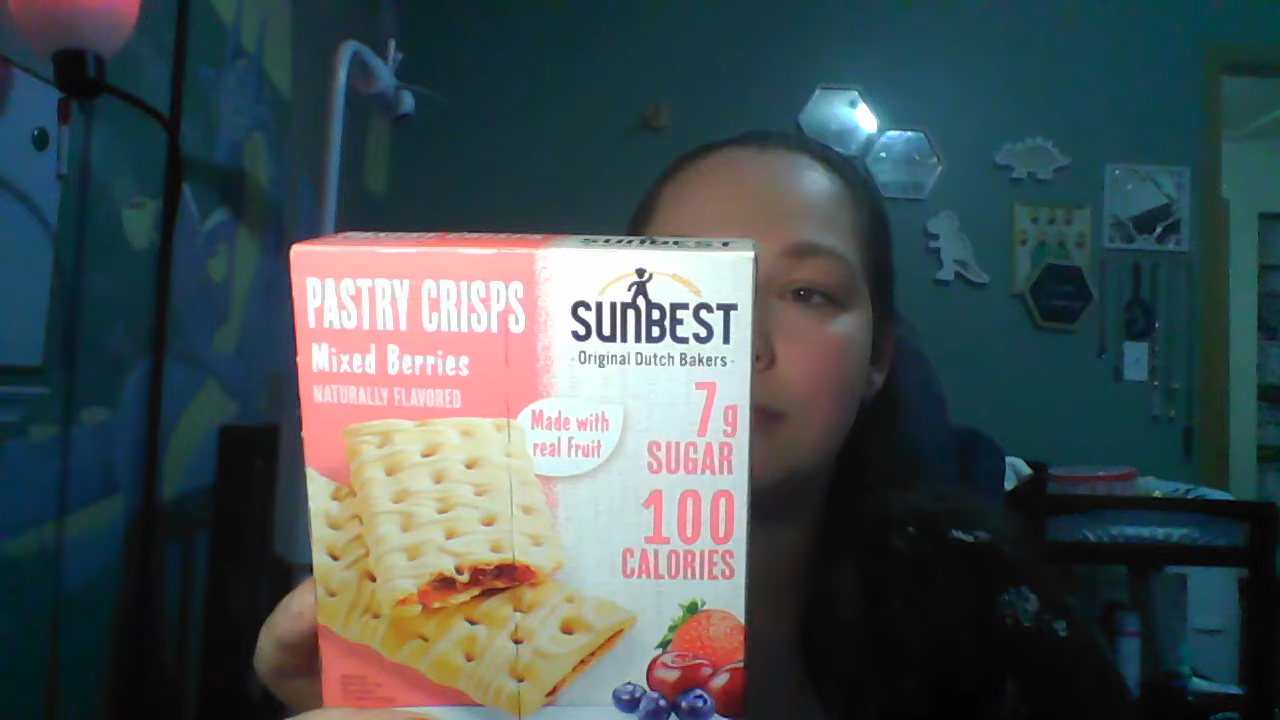 SUNBEST
PASTRY CRISPS
Mixed Berries
NATURALLY FLAVORED
SUNBEST
- Original Dutch Bakers -
Made with
real Fruit
7g
SUGAR
100
CALORIES